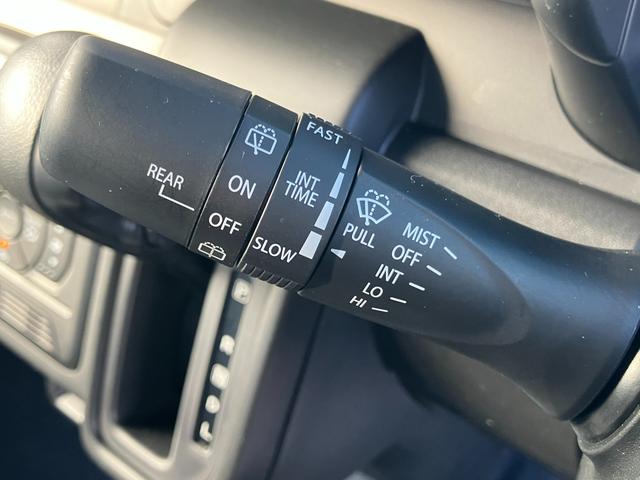 REAR
ON
OFF
FAST
INT
TIME
SLOW
PULL
MIST
OFF
INT
LO
HI